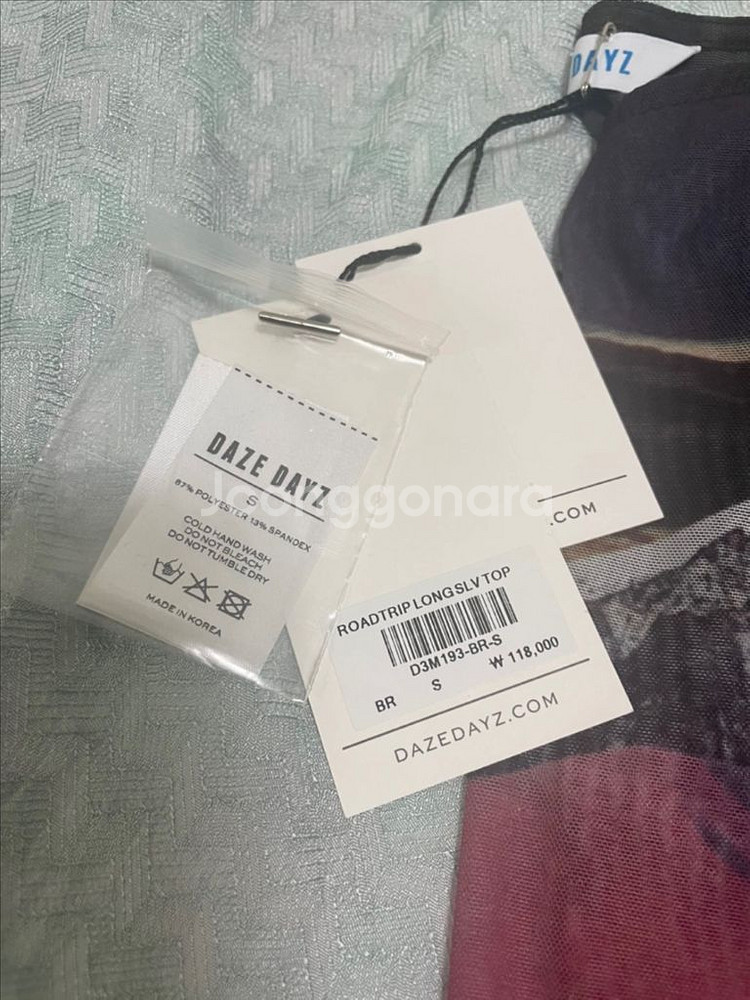 DAYZ
DAZE DAYZ
S
87% POLYESTER 13% SPANDEX
COLD HAND WASH
DO NOT BLEACH
DO NOT TUMBLE DRY
MADE IN KOREA
Joonggonara
.COM
ROADTRIP LONG SLV TOP
D3M193-BR-S
BR S ₩ 118,000
DAZEDAYZ.COM